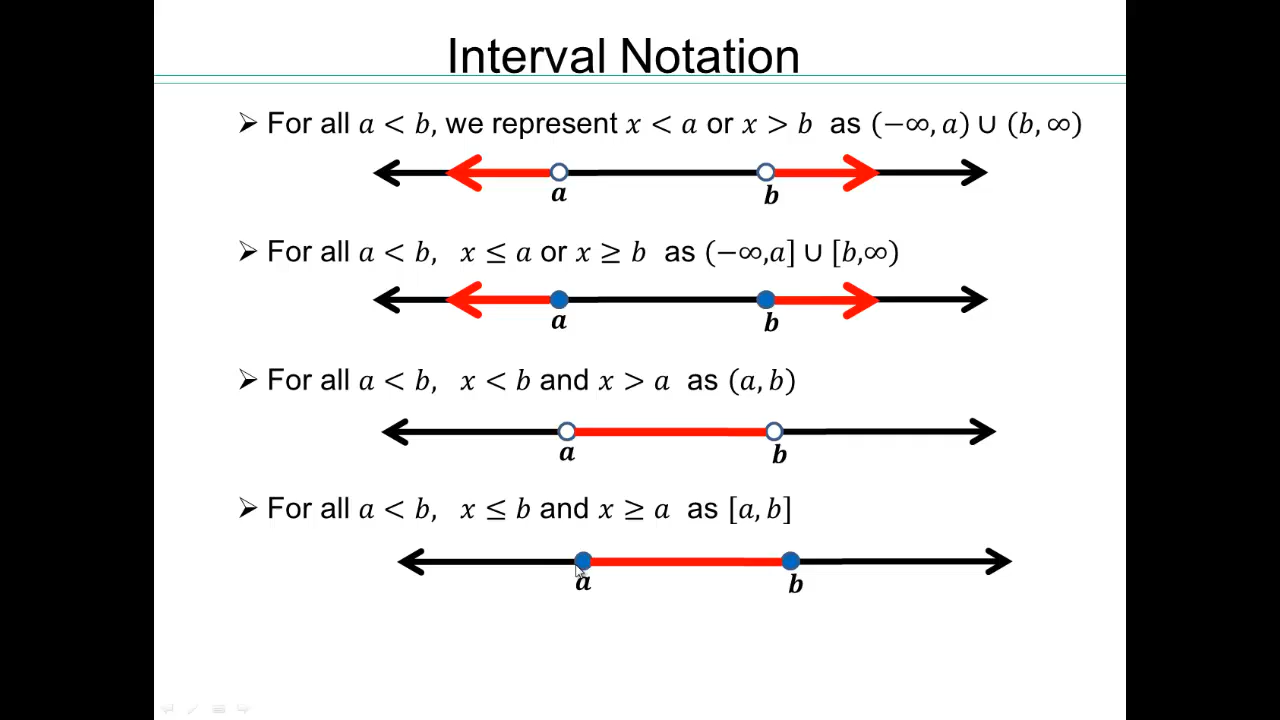 Interval Notation
➢ For all 𝑎 < 𝑏, we represent 𝑥 < 𝑎 or 𝑥 > 𝑏 as (−∞, 𝑎) ∪ (𝑏, ∞)
𝒂 𝒃
➢ For all 𝑎 < 𝑏, 𝑥 ≤ 𝑎 or 𝑥 ≥ 𝑏 as (−∞,𝑎] ∪ [𝑏,∞)
𝒂 𝒃
➢ For all 𝑎 < 𝑏, 𝑥 < 𝑏 and 𝑥 > 𝑎 as (𝑎, 𝑏)
𝒂 𝒃
➢ For all 𝑎 < 𝑏, 𝑥 ≤ 𝑏 and 𝑥 ≥ 𝑎 as [𝑎, 𝑏]
𝒂 𝒃